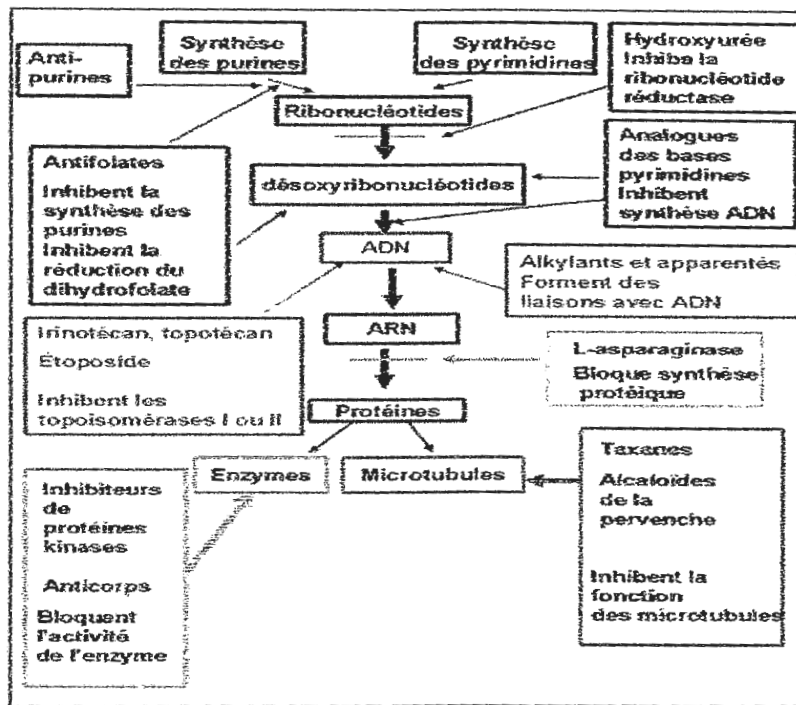 Anti-
purines
Synthèse
des purines
Synthèse
des pyrimidines
Hydroxyurée
Inhibe la
ribonucléotide
réductase
Ribonucléotides
Antifolates
Inhibent la
synthèse des
purines
Inhibent la
réduction du
dihydrofolate
désoxyribonucléotides
Analogues
des bases
pyrimidines
Inhibent
synthèse ADN
ADN
Alkylants et apparentés
Forment des
liaisons avec ADN
Irinotécan, topotécan
Étoposide
Inhibent les
topoisomérases I ou II
ARN
L-asparaginase
Bloque synthèse
protéique
Protéines
Enzymes
Microtubules
Taxanes
Alcaloïdes
de la
pervenche
Inhibent la
fonction
des microtubules
Inhibiteurs
de
protéines
kinases
Anticorps
Bloquent
l'activité
de l'enzyme